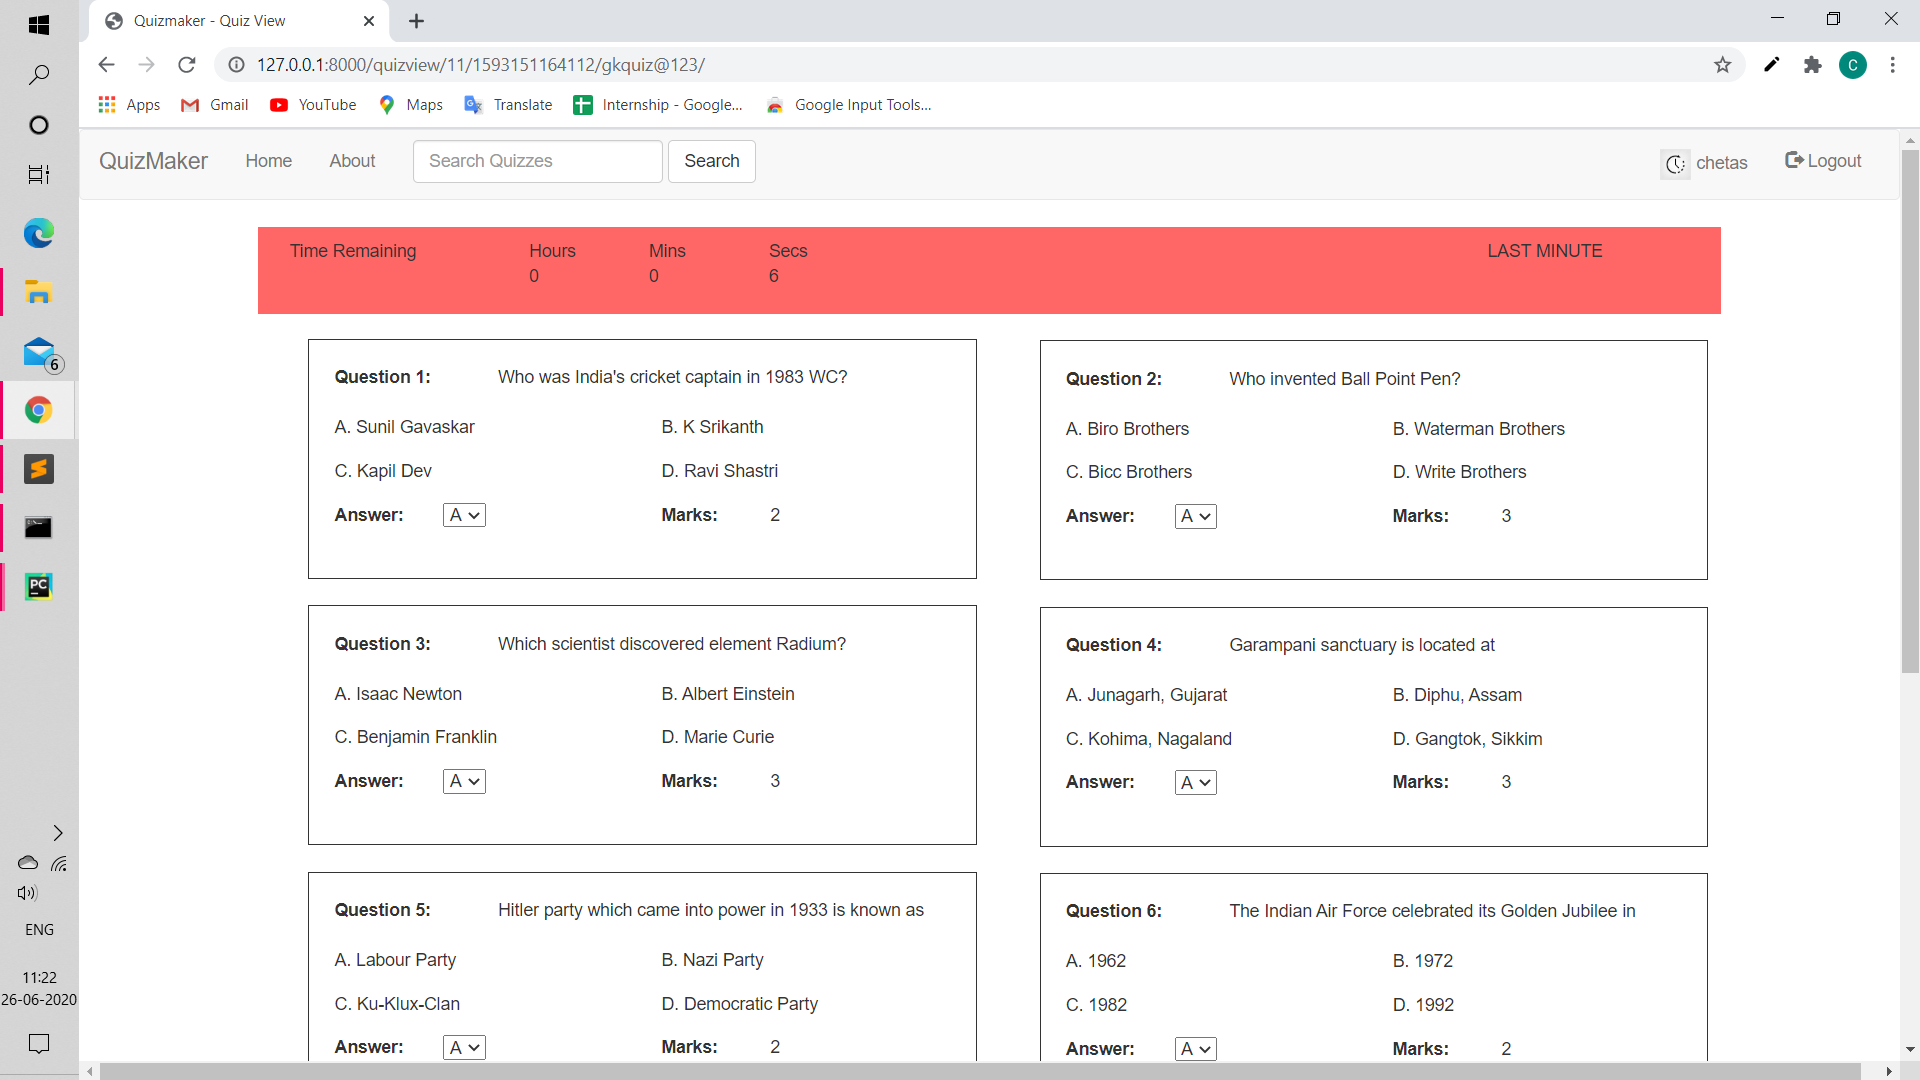 Quizmaker - Quiz View
127.0.0.1:8000/quizview/11/1593151164112/gkquiz@123/
C
Apps Gmail YouTube Maps Translate Internship - Google... Google Input Tools...
QuizMaker Home About Search Quizzes Search chetas Logout
Time Remaining Hours Mins Secs LAST MINUTE
0 0 6
Question 1: Who was India's cricket captain in 1983 WC?
A. Sunil Gavaskar B. K Srikanth
C. Kapil Dev D. Ravi Shastri
Answer: A Marks: 2
Question 2: Who invented Ball Point Pen?
A. Biro Brothers B. Waterman Brothers
C. Bicc Brothers D. Write Brothers
Answer: A Marks: 3
Question 3: Which scientist discovered element Radium?
A. Isaac Newton B. Albert Einstein
C. Benjamin Franklin D. Marie Curie
Answer: A Marks: 3
Question 4: Garampani sanctuary is located at
A. Junagarh, Gujarat B. Diphu, Assam
C. Kohima, Nagaland D. Gangtok, Sikkim
Answer: A Marks: 3
Question 5: Hitler party which came into power in 1933 is known as
A. Labour Party B. Nazi Party
C. Ku-Klux-Clan D. Democratic Party
Answer: A Marks: 2
Question 6: The Indian Air Force celebrated its Golden Jubilee in
A. 1962 B. 1972
C. 1982 D. 1992
Answer: A Marks: 2
6
PC
ENG
11:22
26-06-2020